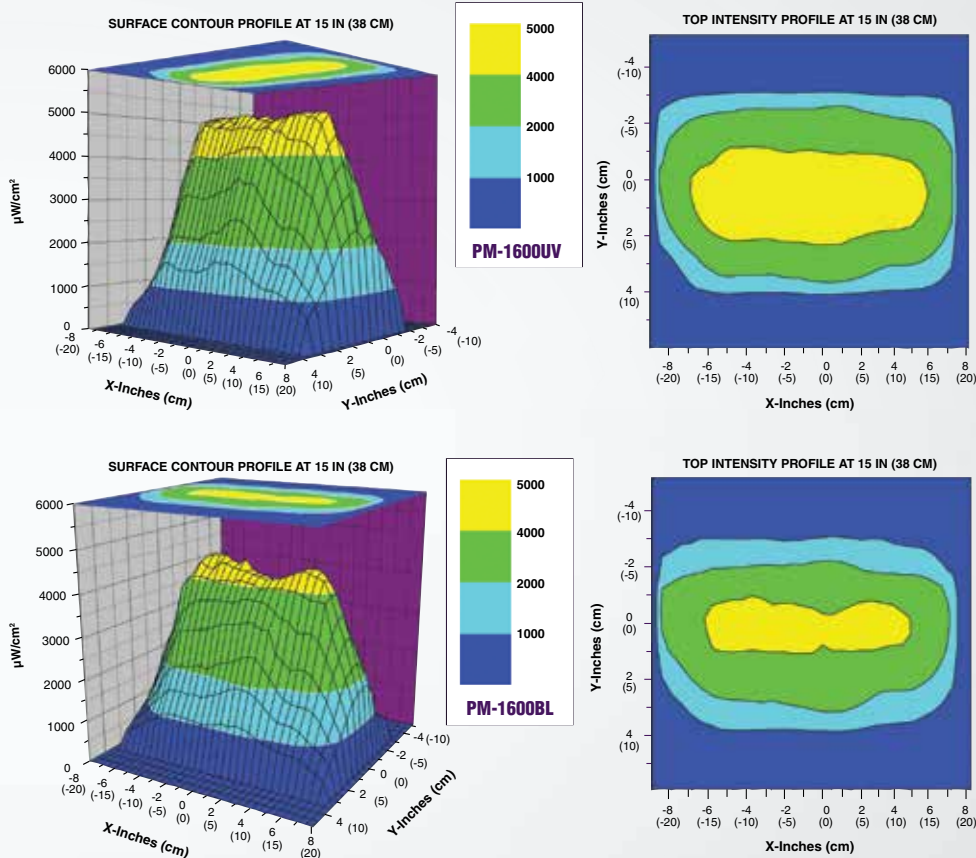 SURFACE CONTOUR PROFILE AT 15 IN (38 CM)
6000
5000
4000
3000
2000
1000
0
µW/cm²
-8 -6 -4 -2 0 2 4 6 8
(-20) (-15) (-10) (-5) (0) (5) (10) (15) (20)
X-Inches (cm)
4 2 0 -2 -4
(10) (5) (0) (-5) (-10)
Y-Inches (cm)
5000
4000
2000
1000
PM-1600UV
TOP INTENSITY PROFILE AT 15 IN (38 CM)
-4
(-10)
-2
(-5)
0
(0)
2
(5)
4
(10)
Y-Inches (cm)
-8 -6 -4 -2 0 2 4 6 8
(-20) (-15) (-10) (-5) (0) (5) (10) (15) (20)
X-Inches (cm)
SURFACE CONTOUR PROFILE AT 15 IN (38 CM)
6000
5000
4000
3000
2000
1000
0
µW/cm²
-8 -6 -4 -2 0 2 4 6 8
(-20) (-15) (-10) (-5) (0) (5) (10) (15) (20)
X-Inches (cm)
4 2 0 -2 -4
(10) (5) (0) (-5) (-10)
Y-Inches (cm)
5000
4000
2000
1000
PM-1600BL
TOP INTENSITY PROFILE AT 15 IN (38 CM)
-4
(-10)
-2
(-5)
0
(0)
2
(5)
4
(10)
Y-Inches (cm)
-8 -6 -4 -2 0 2 4 6 8
(-20) (-15) (-10) (-5) (0) (5) (10) (15) (20)
X-Inches (cm)